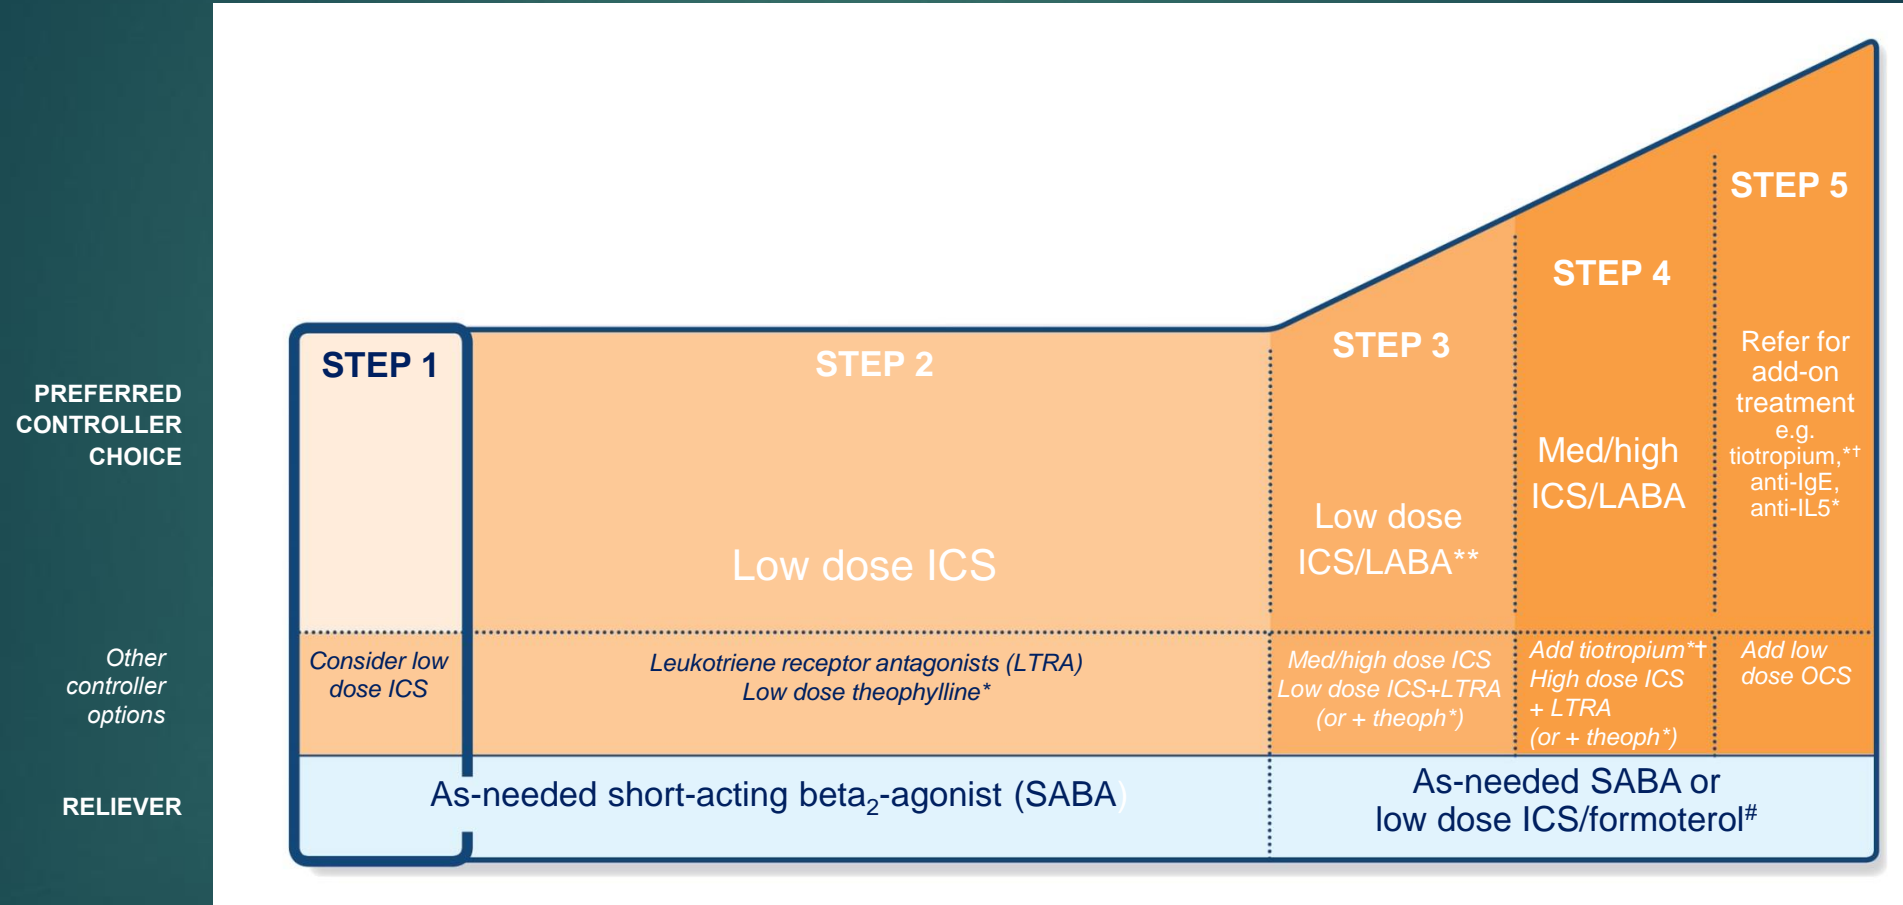 STEP 1
STEP 2
STEP 3
STEP 4
STEP 5
PREFERRED
CONTROLLER
CHOICE
Low dose ICS
Low dose
ICS/LABA**
Med/high
ICS/LABA
Refer for
add-on
treatment
e.g.
tiotropium,*†
anti-IgE,
anti-IL5*
Other
controller
options
Consider low
dose ICS
Leukotriene receptor antagonists (LTRA)
Low dose theophylline*
Med/high dose ICS
Low dose ICS+LTRA
(or + theoph*)
Add tiotropium*†
High dose ICS
+ LTRA
(or + theoph*)
Add low
dose OCS
RELIEVER
As-needed short-acting beta₂-agonist (SABA)
As-needed SABA or
low dose ICS/formoterol#